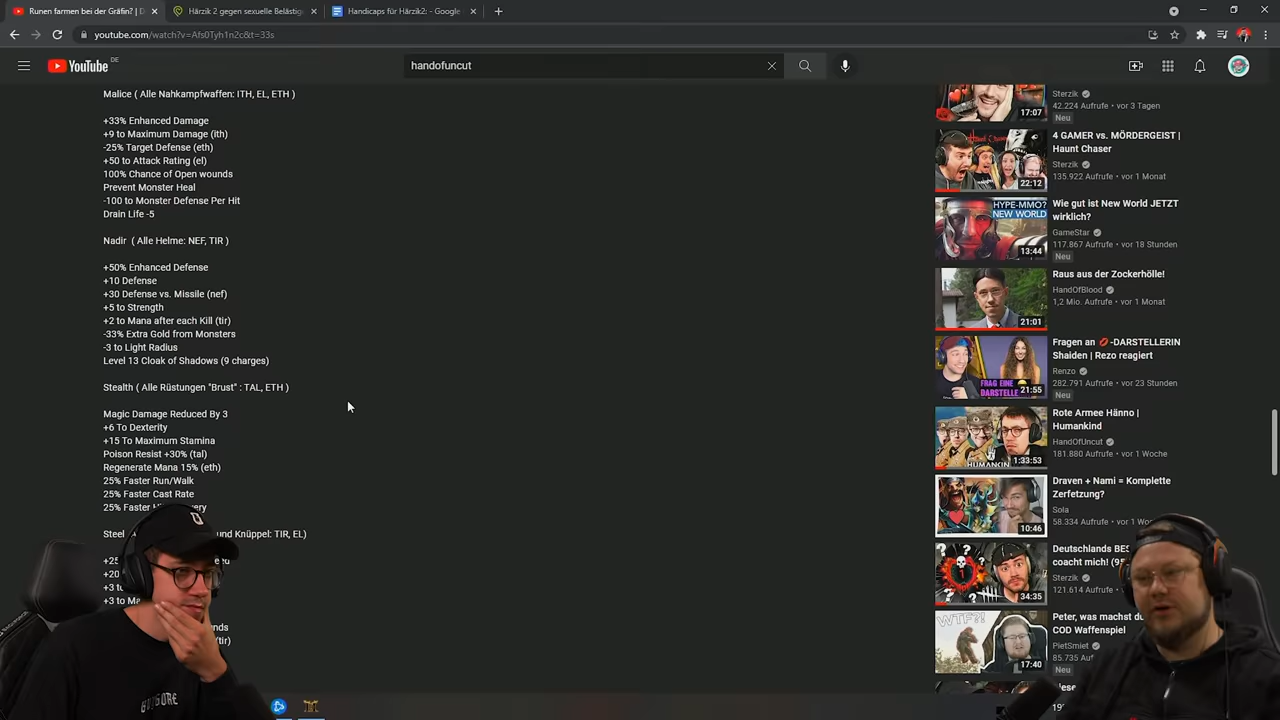 Runen farmen bei der Gräfin? | D
Härzik 2 gegen sexuelle Belästig
Handicaps für Härzik2: - Google
youtube.com/watch?v=Afs0Tyh1n2c&t=33s
YouTube DE
handofuncut
Malice ( Alle Nahkampfwaffen: ITH, EL, ETH )
+33% Enhanced Damage
+9 to Maximum Damage (ith)
-25% Target Defense (eth)
+50 to Attack Rating (el)
100% Chance of Open wounds
Prevent Monster Heal
-100 to Monster Defense Per Hit
Drain Life -5
Nadir ( Alle Helme: NEF, TIR )
+50% Enhanced Defense
+10 Defense
+30 Defense vs. Missile (nef)
+5 to Strength
+2 to Mana after each Kill (tir)
-33% Extra Gold from Monsters
-3 to Light Radius
Level 13 Cloak of Shadows (9 charges)
Stealth ( Alle Rüstungen "Brust" : TAL, ETH )
Magic Damage Reduced By 3
+6 To Dexterity
+15 To Maximum Stamina
Poison Resist +30% (tal)
Regenerate Mana 15% (eth)
25% Faster Run/Walk
25% Faster Cast Rate
25% Faster
Steel und Knüppel: TIR, EL)
+25
+20
+3
+3 to
(tir)
Sterzik
42.224 Aufrufe • vor 3 Tagen
Neu
17:07
4 GAMER vs. MÖRDERGEIST |
Haunt Chaser
Sterzik
135.922 Aufrufe • vor 1 Monat
22:12
Wie gut ist New World JETZT
wirklich?
GameStar
117.867 Aufrufe • vor 18 Stunden
Neu
HYPE-MMO?
NEW WORLD
13:44
Raus aus der Zockerhölle!
HandOfBlood
1,2 Mio. Aufrufe • vor 1 Monat
21:01
Fragen an 💋-DARSTELLERIN
Shaiden | Rezo reagiert
Renzo
282.791 Aufrufe • vor 23 Stunden
Neu
FRAG EINE
DARSTELLE
21:55
Rote Armee Hänno |
Humankind
HandOfUncut
181.880 Aufrufe • vor 1 Woche
HUMANKIN
1:33:53
Draven + Nami = Komplette
Zerfetzung?
Sola
58.334 Aufrufe • vor 1 Wo
10:46
Deutschlands BES
coacht mich! (95
Sterzik
121.614 Aufrufe
34:35
Peter, was machst du
COD Waffenspiel
PietSmiet
85.735 Auf
Neu
WTF?!
17:40